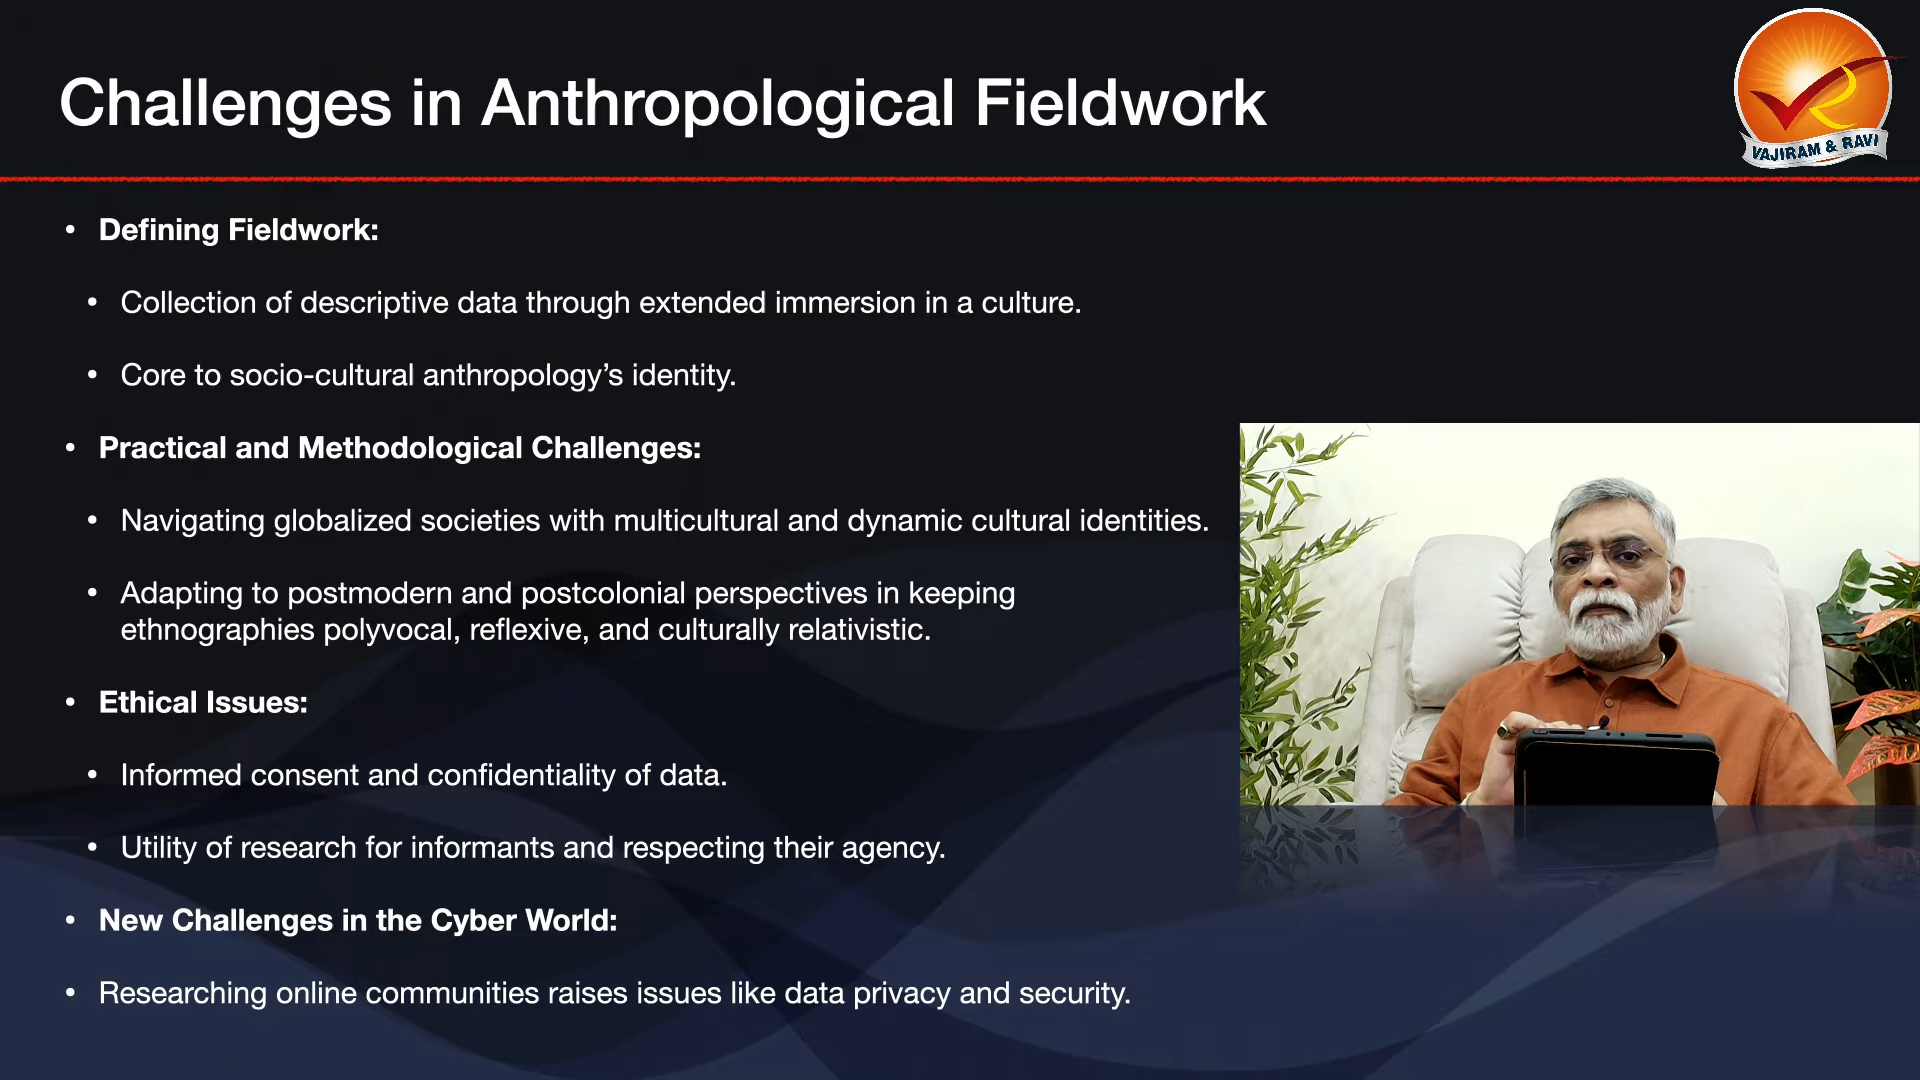 Challenges in Anthropological Fieldwork
VAJIRAM & RAVI
• Defining Fieldwork:
• Collection of descriptive data through extended immersion in a culture.
• Core to socio-cultural anthropology’s identity.
• Practical and Methodological Challenges:
• Navigating globalized societies with multicultural and dynamic cultural identities.
• Adapting to postmodern and postcolonial perspectives in keeping
ethnographies polyvocal, reflexive, and culturally relativistic.
• Ethical Issues:
• Informed consent and confidentiality of data.
• Utility of research for informants and respecting their agency.
• New Challenges in the Cyber World:
• Researching online communities raises issues like data privacy and security.